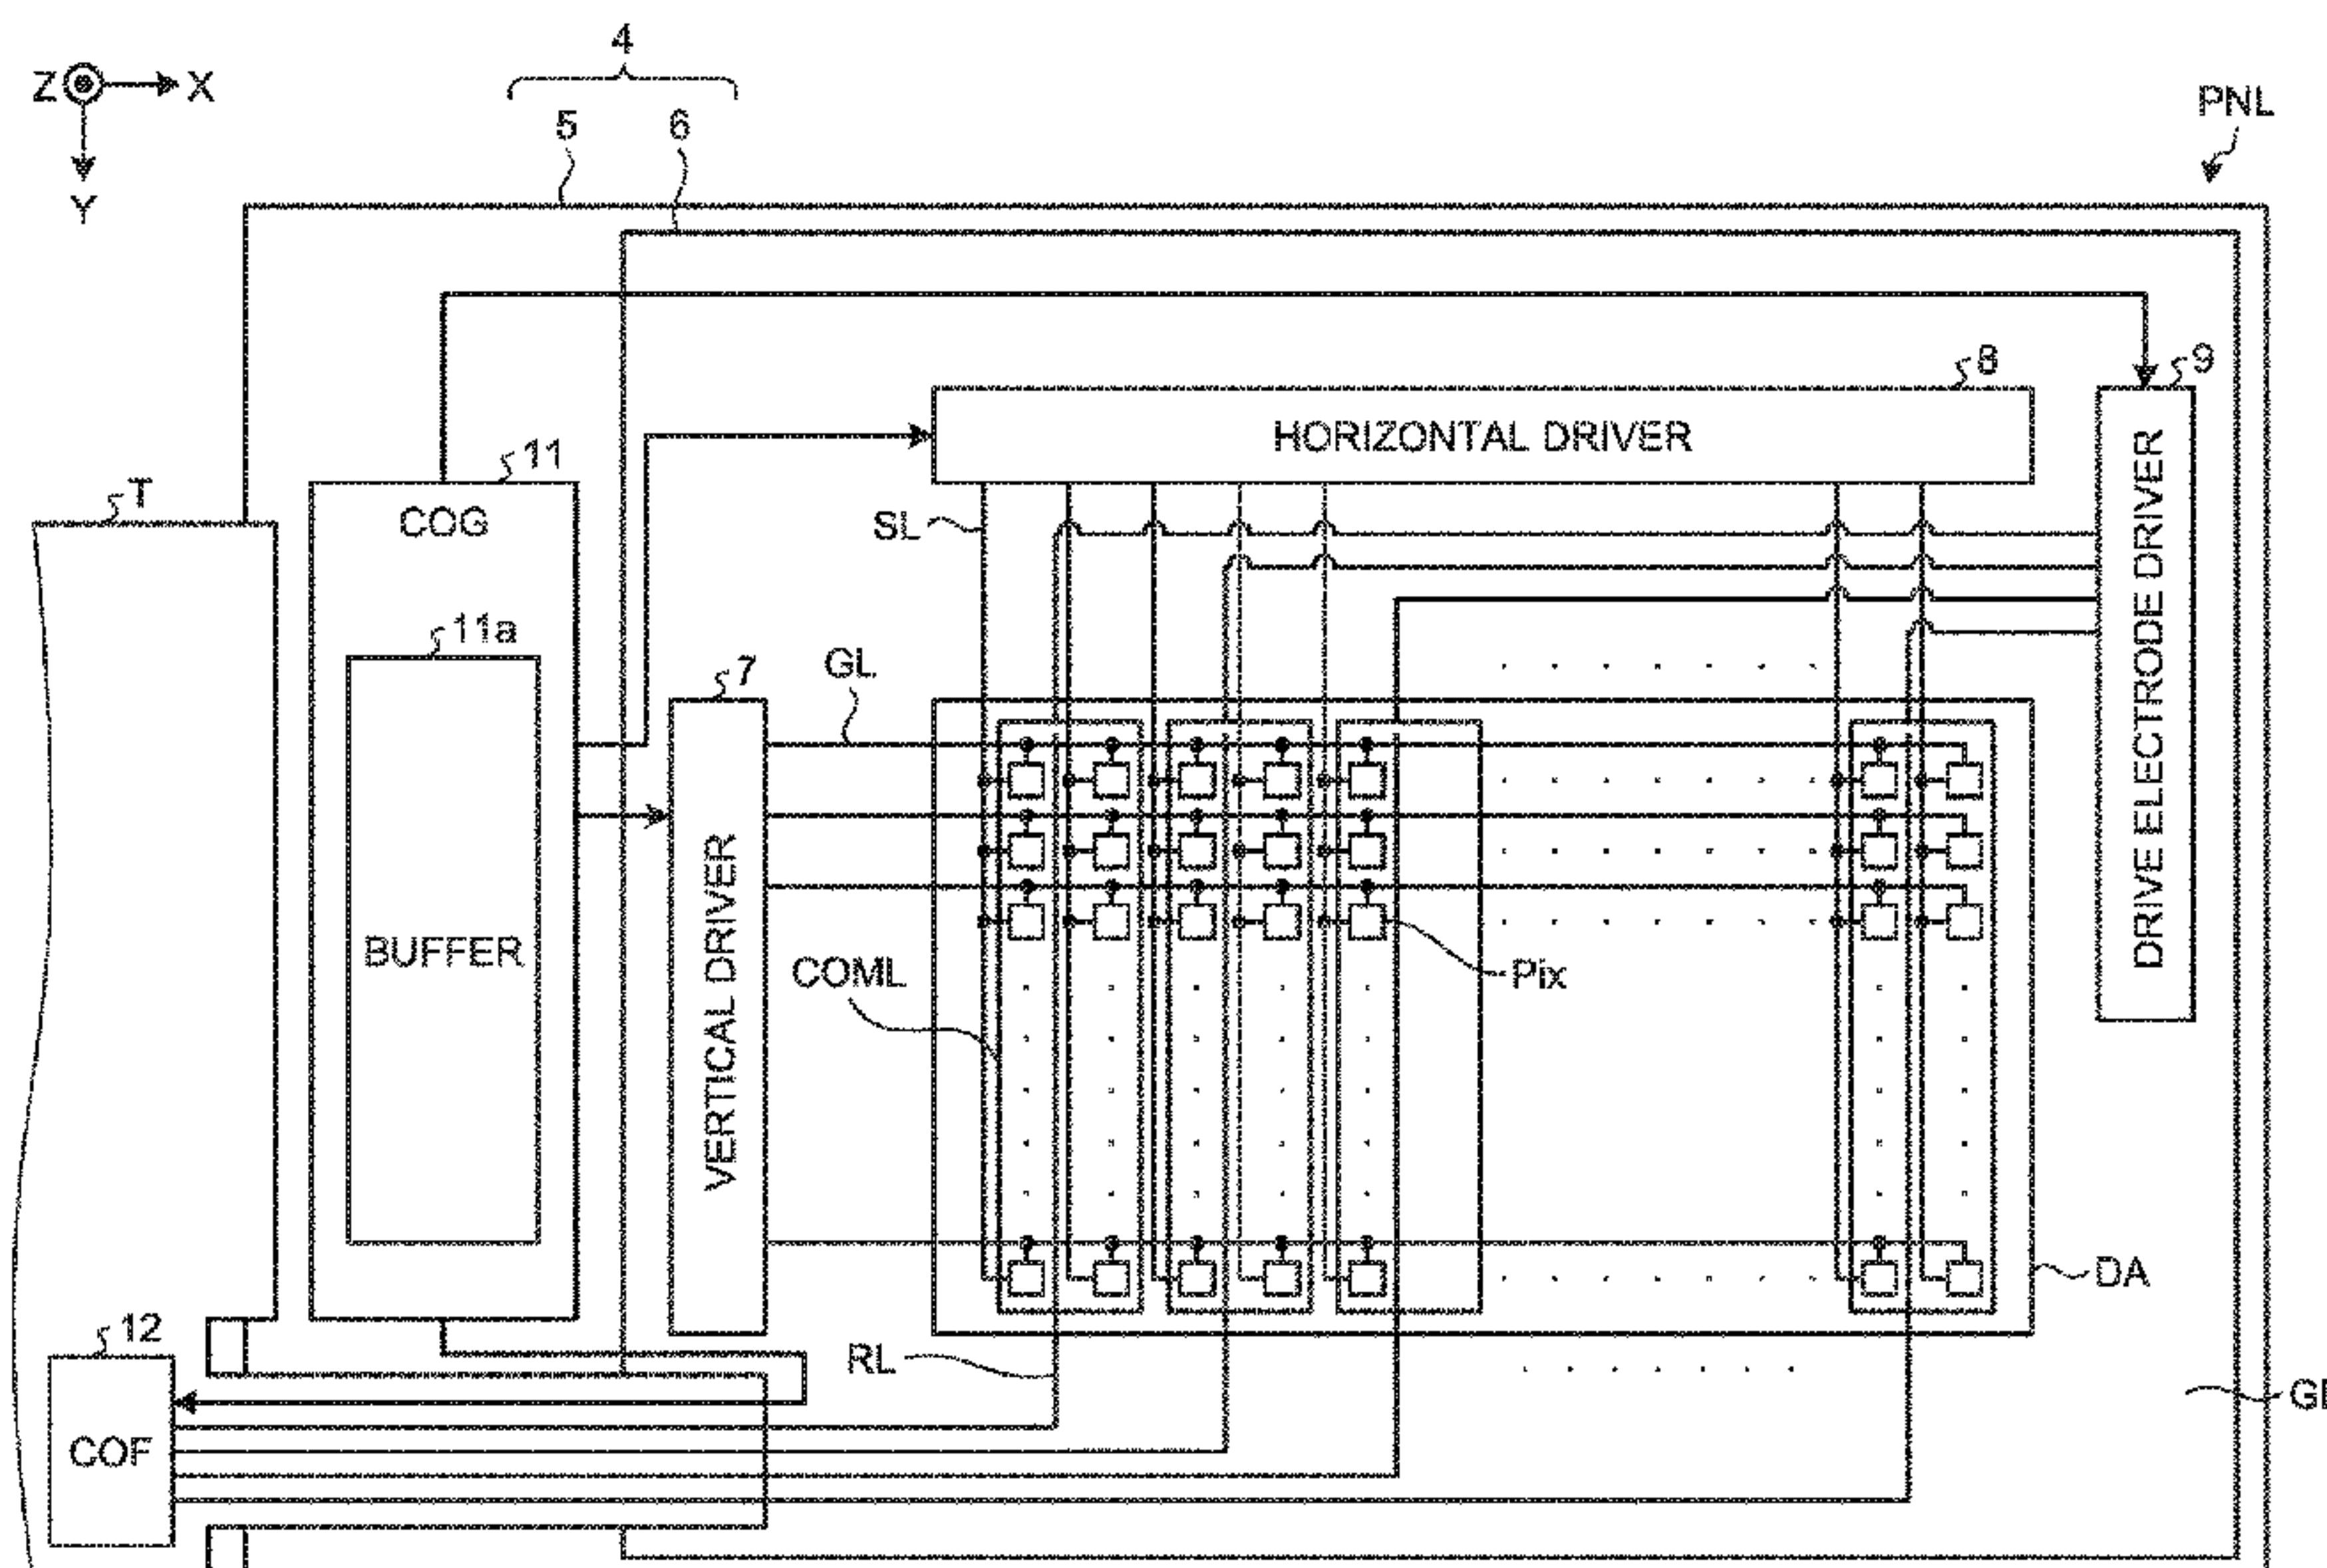 4
Z X
PNL
5 6
Y
8 9
HORIZONTAL DRIVER
11
T
COG
SL
DRIVE ELECTRODE DRIVER
11a
GL
7
BUFFER
VERTICAL DRIVER
COML
Pix
DA
12
RL
COF